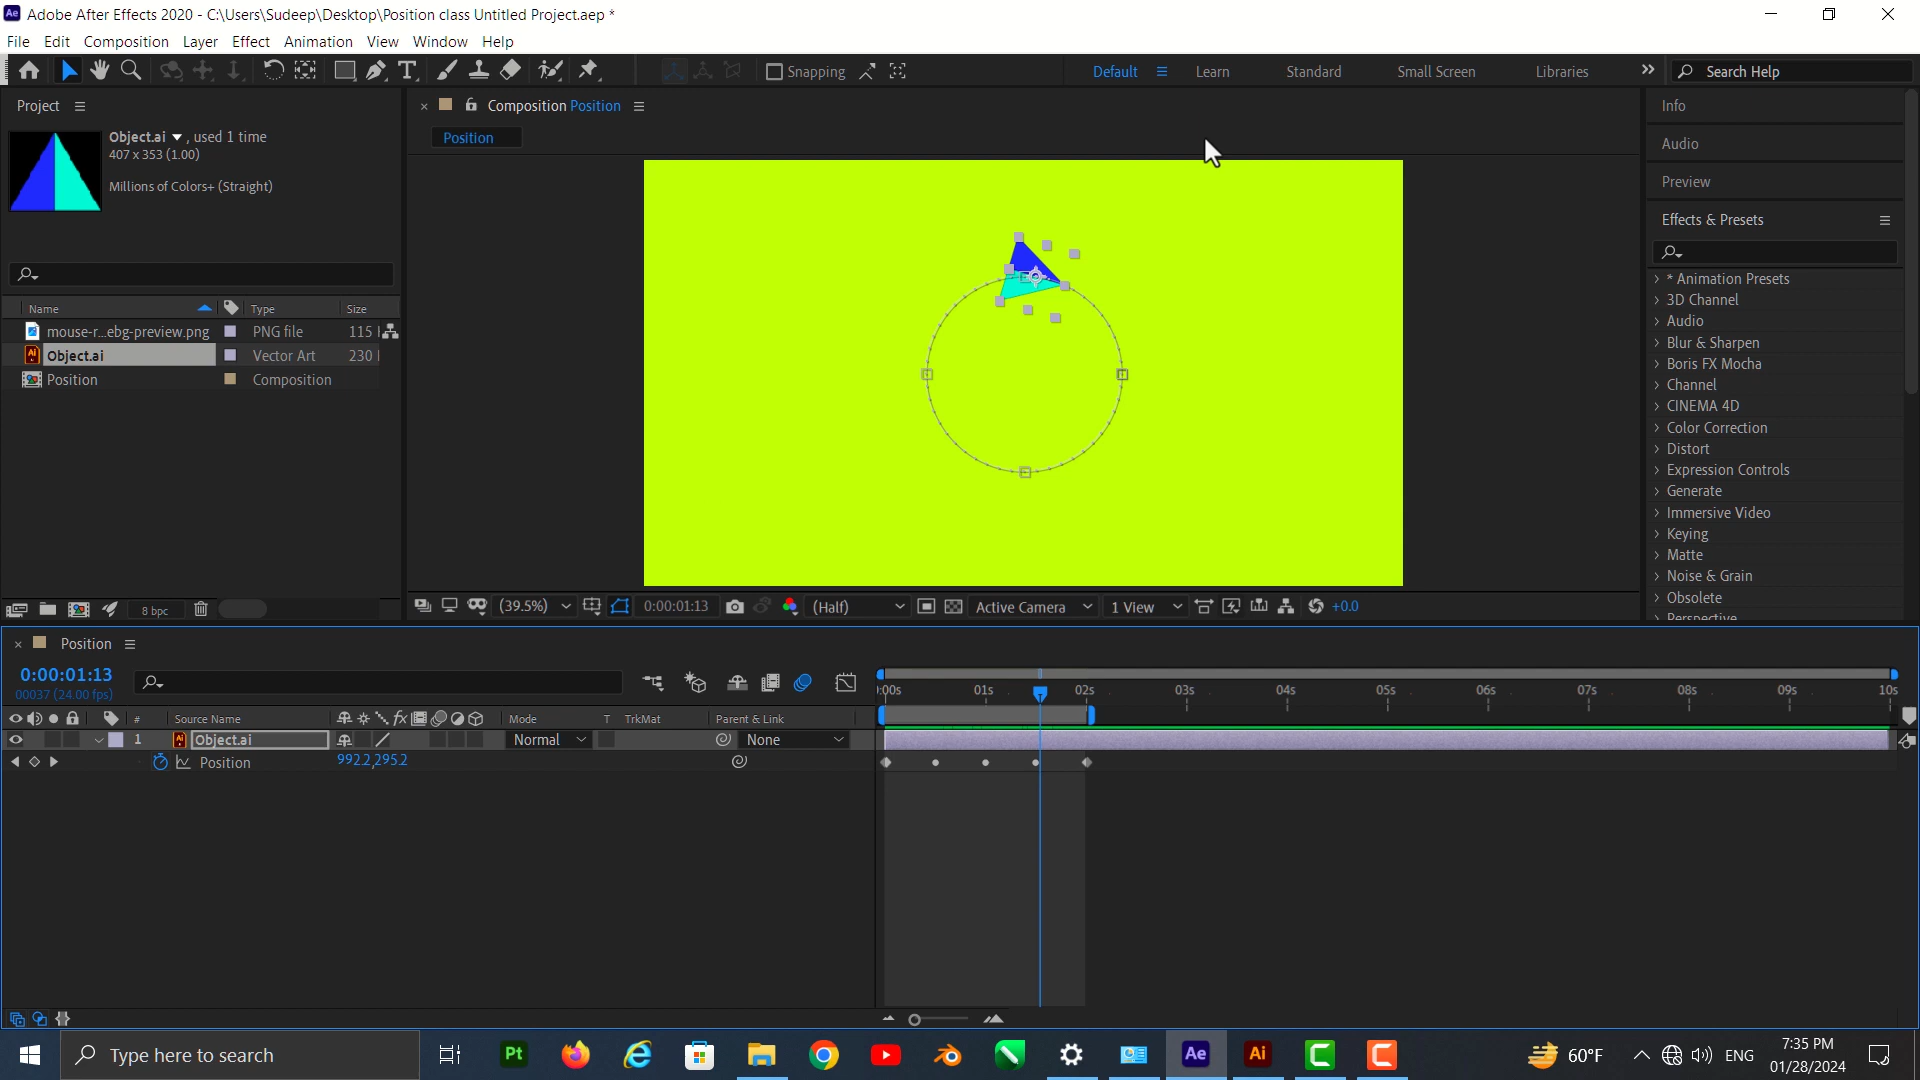 Ae Adobe After Effects 2020 - C:\Users\Sudeep\Desktop\Position class Untitled Project.aep *
File Edit Composition Layer Effect Animation View Window Help
Snapping Default Learn Standard Small Screen Libraries » Search Help
Project
Object.ai , used 1 time
407 x 353 (1.00)
Millions of Colors+ (Straight)
Name Type Size
mouse-r...ebg-preview.png PNG file 115
Object.ai Vector Art 230
Position Composition
8 bpc
× Composition Position
Position
(39.5%) 0:00:01:13 (Half) Active Camera 1 View +0.0
Info
Audio
Preview
Effects & Presets
> * Animation Presets
> 3D Channel
> Audio
> Blur & Sharpen
> Boris FX Mocha
> Channel
> CINEMA 4D
> Color Correction
> Distort
> Expression Controls
> Generate
> Immersive Video
> Keying
> Matte
> Noise & Grain
> Obsolete
> Perspective
× Position
0:00:01:13
00037 (24.00 fps)
:00s 01s 02s 03s 04s 05s 06s 07s 08s 09s 10s
# Source Name fx Mode T TrkMat Parent & Link
1 Object.ai Normal None
Position 992.2,295.2
Type here to search Pt Ae Ai 60°F ENG
7:35 PM
01/28/2024